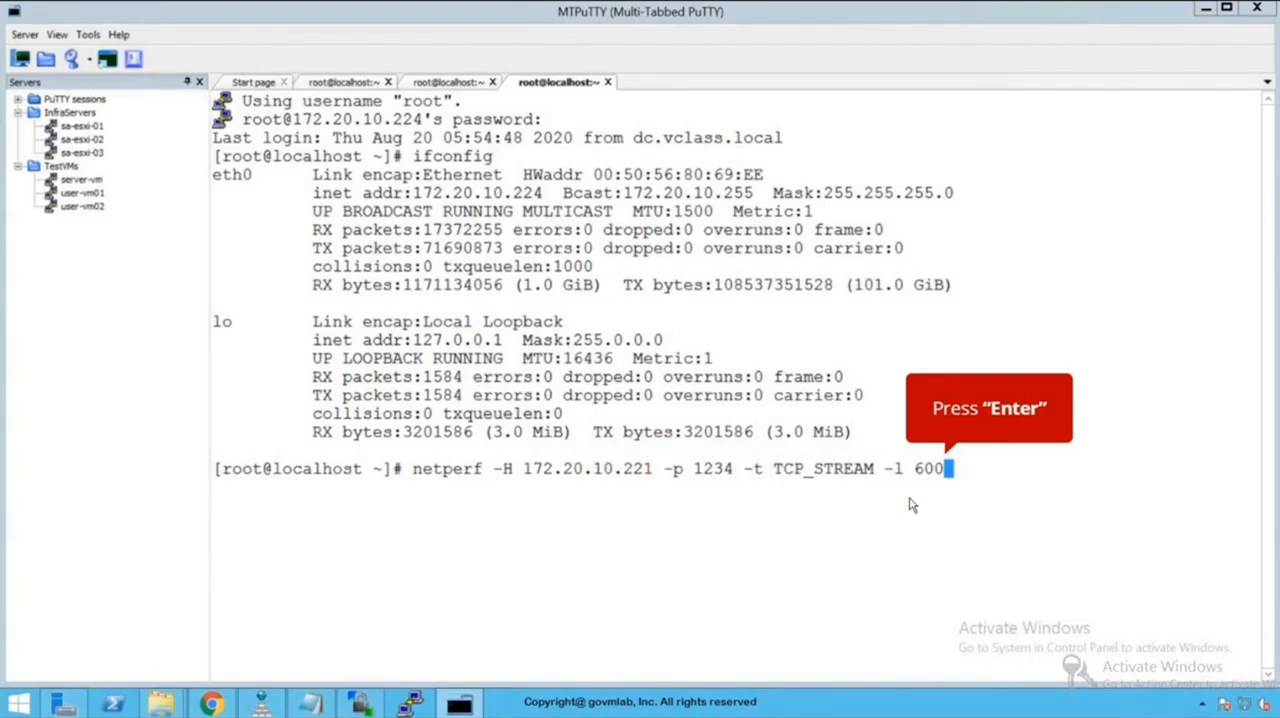 MTPuTTY (Multi-Tabbed PuTTY)
Server View Tools Help
Servers
Start page
root@localhost:~
root@localhost:~
root@localhost:~
PuTTY sessions
InfraServers
sa-esxi-01
sa-esxi-02
sa-esxi-03
TestVMs
server-vm
user-vm01
user-vm02
Using username "root".
root@172.20.10.224's password:
Last login: Thu Aug 20 05:54:48 2020 from dc.vclass.local
[root@localhost ~]# ifconfig
eth0 Link encap:Ethernet HWaddr 00:50:56:80:69:EE
inet addr:172.20.10.224 Bcast:172.20.10.255 Mask:255.255.255.0
UP BROADCAST RUNNING MULTICAST MTU:1500 Metric:1
RX packets:17372255 errors:0 dropped:0 overruns:0 frame:0
TX packets:71690873 errors:0 dropped:0 overruns:0 carrier:0
collisions:0 txqueuelen:1000
RX bytes:1171134056 (1.0 GiB) TX bytes:108537351528 (101.0 GiB)
lo Link encap:Local Loopback
inet addr:127.0.0.1 Mask:255.0.0.0
UP LOOPBACK RUNNING MTU:16436 Metric:1
RX packets:1584 errors:0 dropped:0 overruns:0 frame:0
TX packets:1584 errors:0 dropped:0 overruns:0 carrier:0
collisions:0 txqueuelen:0
RX bytes:3201586 (3.0 MiB) TX bytes:3201586 (3.0 MiB)
Press “Enter”
[root@localhost ~]# netperf -H 172.20.10.221 -p 1234 -t TCP_STREAM -l 600
Activate Windows
Go to System in Control Panel to activate Windows.
Activate Windows
Go to Action Center to activate Win
Copyright@ govmlab, Inc. All rights reserved